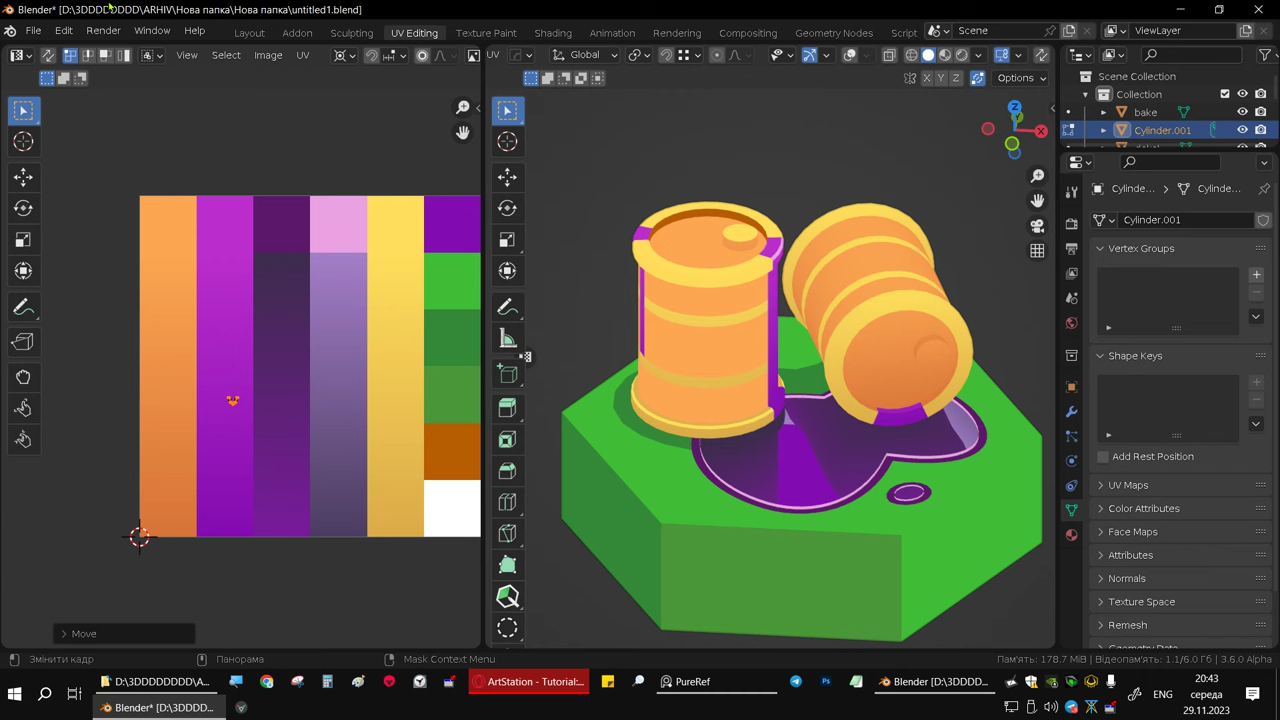 Blender* [D:\3DDDDDDDD\ARHIV\Нова папка\Нова папка\untitled1.blend]
File Edit Render Window Help
Layout Addon Sculpting UV Editing Texture Paint Shading Animation Rendering Compositing Geometry Nodes Script
Scene
ViewLayer
View Select Image UV
UV
Global
X Y Z
Options
Z
X
Scene Collection
Collection
bake
Cylinder.001
Cylinde...
Cylinde...
Cylinder.001
Vertex Groups
Shape Keys
Add Rest Position
UV Maps
Color Attributes
Face Maps
Attributes
Normals
Texture Space
Remesh
Move
Змінити кадр
Панорама
Mask Context Menu
Пам'ять: 178.7 MiB | Відеопам'ять: 1.1/6.0 Гб | 3.6.0 Alpha
D:\3DDDDDDDD\A...
ArtStation - Tutorial:...
PureRef
Blender [D:\3DDDD...
Blender* [D:\3DDDD...
ENG
20:43
середа
29.11.2023